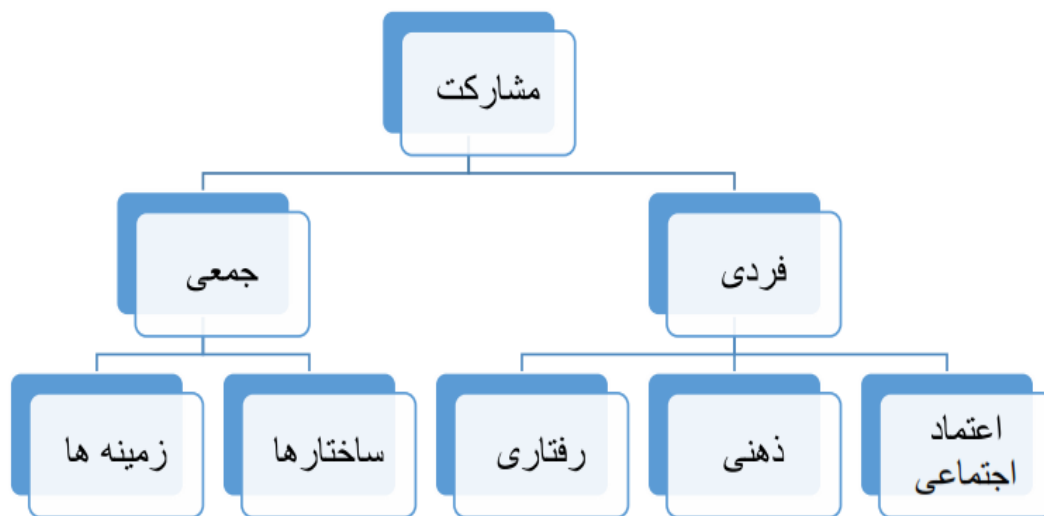 مشارکت
فردی
جمعی
اعتماد
اجتماعی
ذهنی
رفتاری
ساختارها
زمینه ها